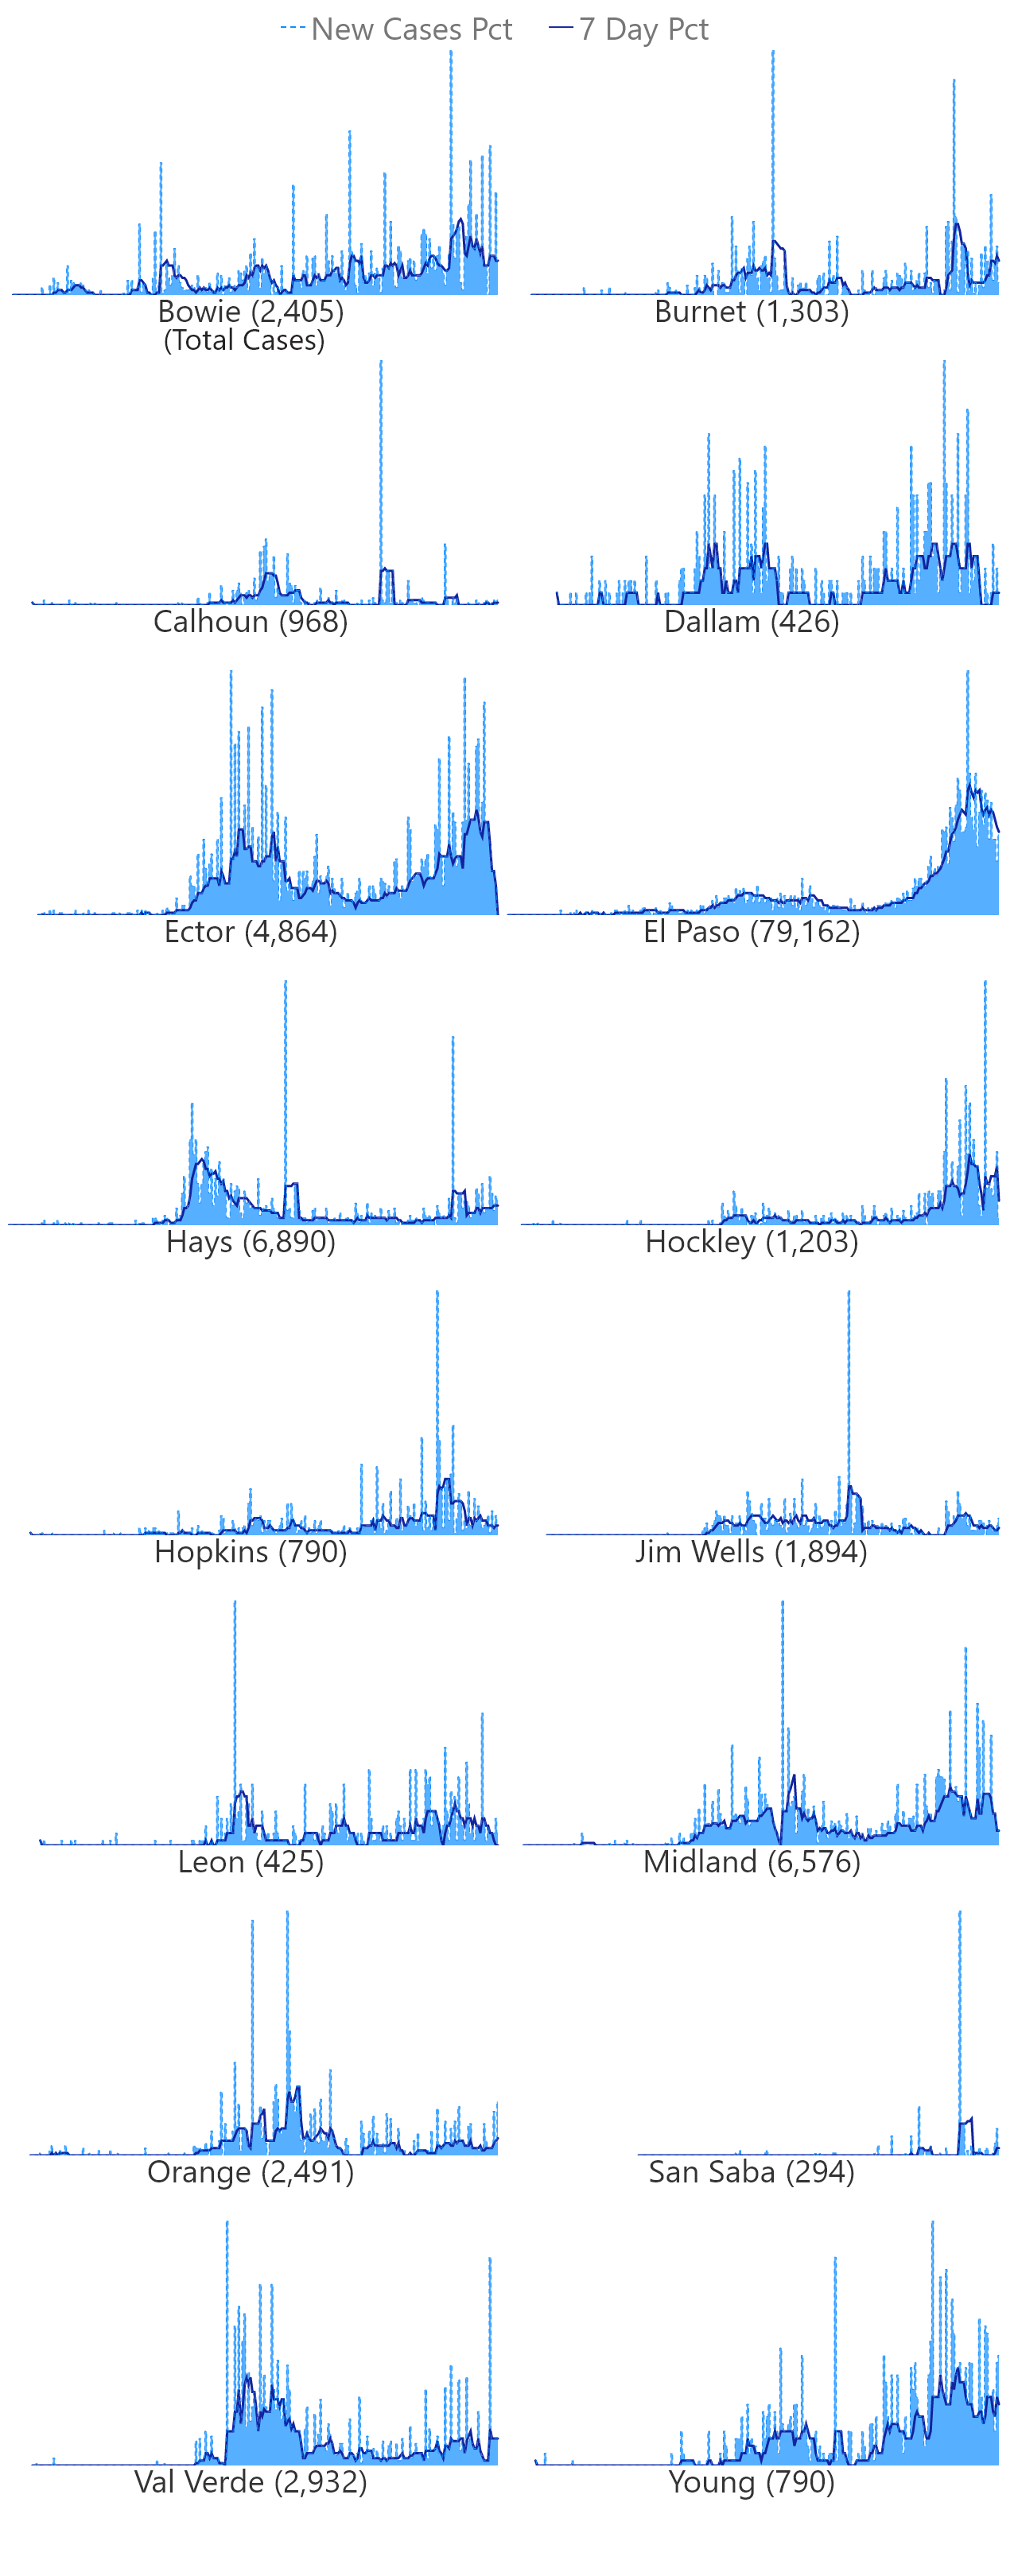 New Cases Pct 7 Day Pct
Bowie (2,405) Burnet (1,303)
(Total Cases)
Calhoun (968) Dallam (426)
Ector (4,864) El Paso (79,162)
Hays (6,890) Hockley (1,203)
Hopkins (790) Jim Wells (1,894)
Leon (425) Midland (6,576)
Orange (2,491) San Saba (294)
Val Verde (2,932) Young (790)